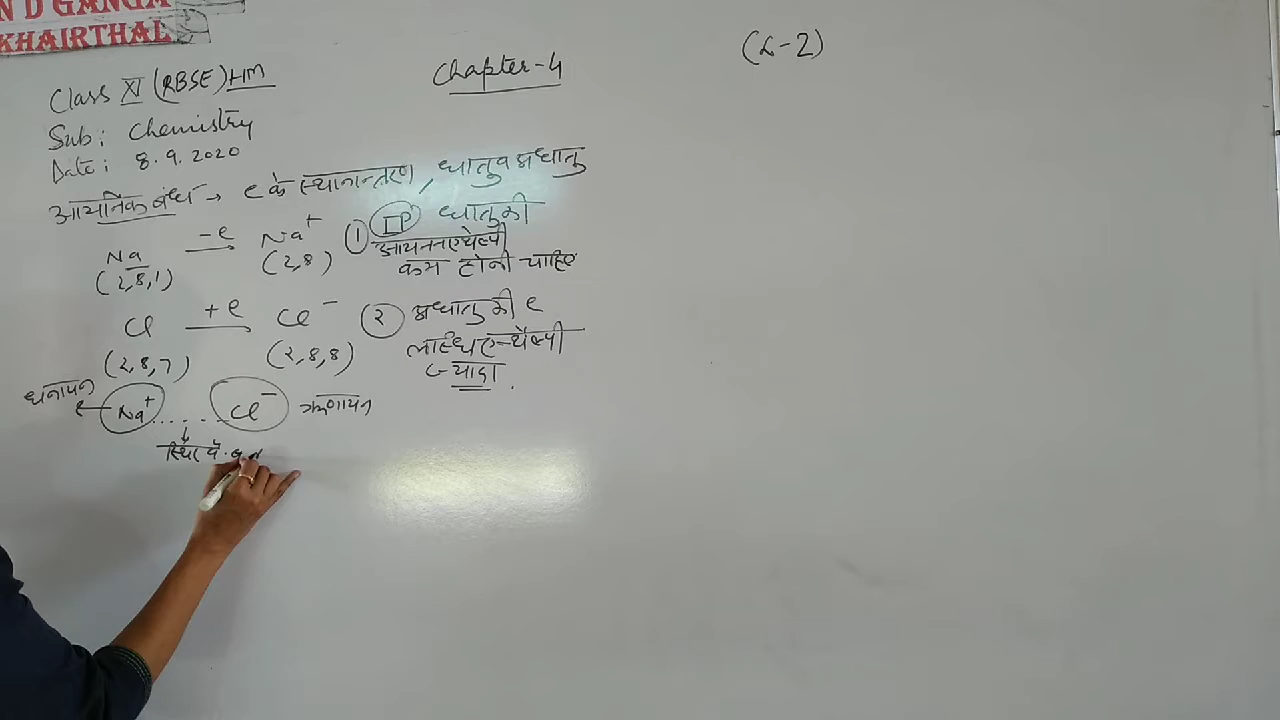 N D GANGA
KHAIRTHAL
Class XI (RBSE) HM
Sub: Chemistry
Date: 8.9.2020
Chapter-4
(L-2)
आयनिक बंध → e के स्थानान्तरण, धातु व अधातु
Na -e → Na⁺
(2,8,1) (2,8)
① IP धातु की
आयनन एन्थैल्पी
कम होनी चाहिए
Cl +e → Cl⁻
(2,8,7) (2,8,8)
② अधातु की e
लब्धि एन्थैल्पी
ज्यादा.
धनायन ← Na⁺ ...... Cl⁻ ऋणायन
↓
स्थिर वै. बल